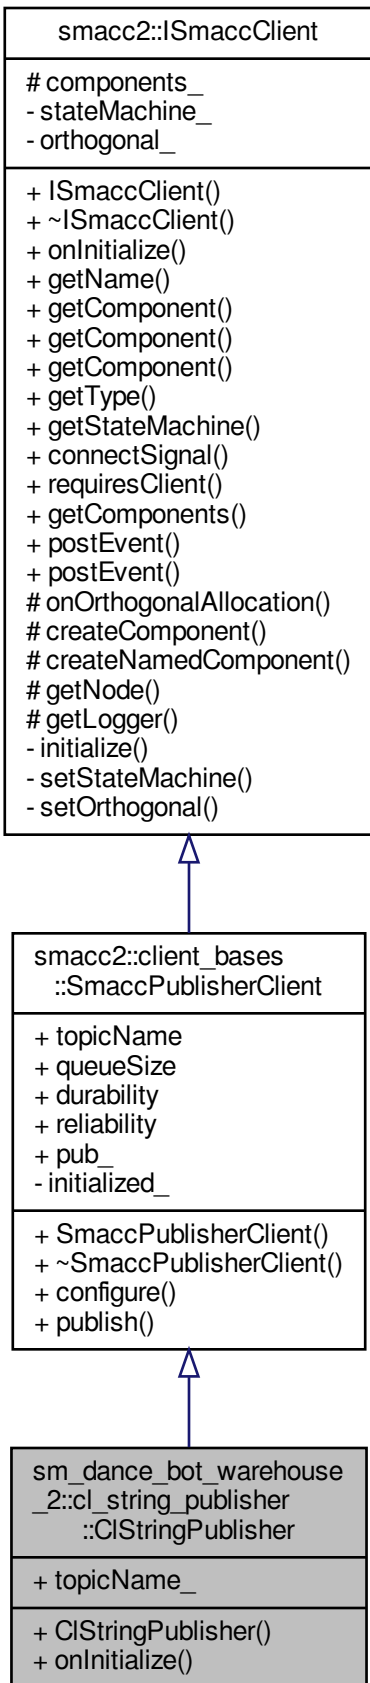 smacc2::ISmaccClient
# components_
- stateMachine_
- orthogonal_
+ ISmaccClient()
+ ~ISmaccClient()
+ onInitialize()
+ getName()
+ getComponent()
+ getComponent()
+ getComponent()
+ getType()
+ getStateMachine()
+ connectSignal()
+ requiresClient()
+ getComponents()
+ postEvent()
+ postEvent()
# onOrthogonalAllocation()
# createComponent()
# createNamedComponent()
# getNode()
# getLogger()
- initialize()
- setStateMachine()
- setOrthogonal()
smacc2::client_bases
::SmaccPublisherClient
+ topicName
+ queueSize
+ durability
+ reliability
+ pub_
- initialized_
+ SmaccPublisherClient()
+ ~SmaccPublisherClient()
+ configure()
+ publish()
sm_dance_bot_warehouse
_2::cl_string_publisher
::ClStringPublisher
+ topicName_
+ ClStringPublisher()
+ onInitialize()